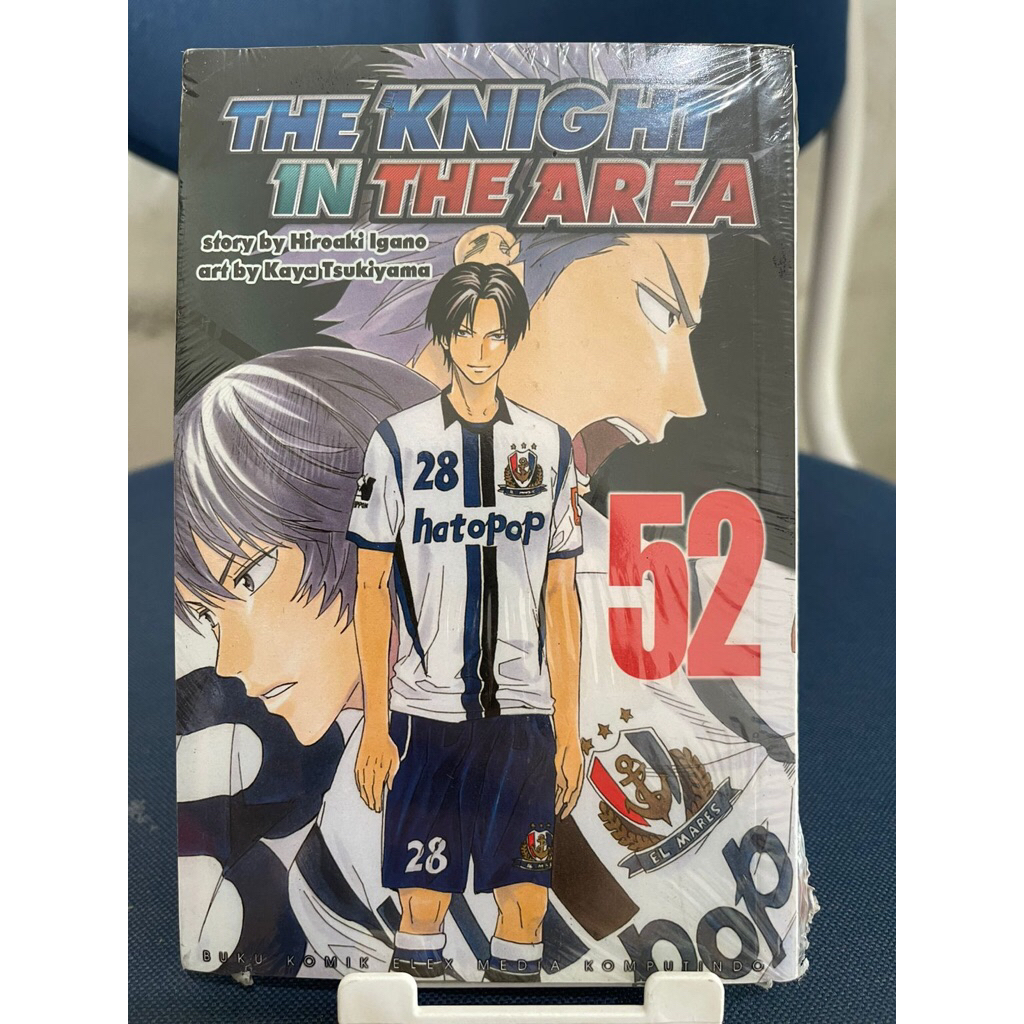 THE KNIGHT
IN THE AREA
story by Hiroaki Igano
art by Kaya Tsukiyama
28
hatopop
52
EL MARES
28
pop
BUKU KOMIK ELEX MEDIA KOMPUTINDO